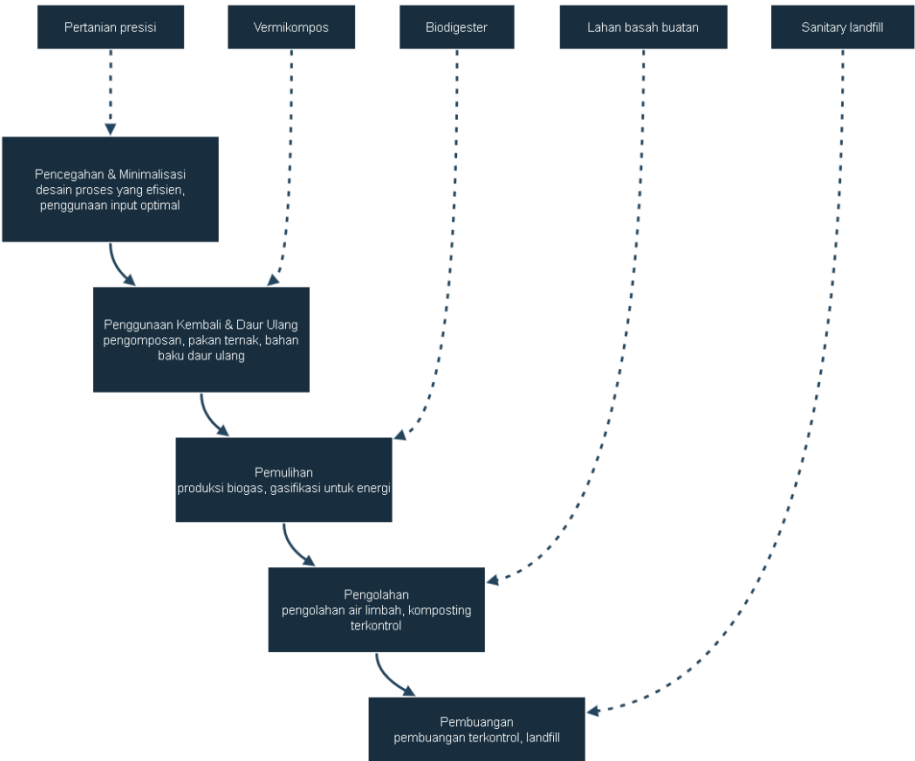 Pertanian presisi
Vermikompos
Biodigester
Lahan basah buatan
Sanitary landfill
Pencegahan & Minimalisasi
desain proses yang efisien,
penggunaan input optimal
Penggunaan Kembali & Daur Ulang
pengomposan, pakan ternak, bahan
baku daur ulang
Pemulihan
produksi biogas, gasifikasi untuk energi
Pengolahan
pengolahan air limbah, komposting
terkontrol
Pembuangan
pembuangan terkontrol, landfill